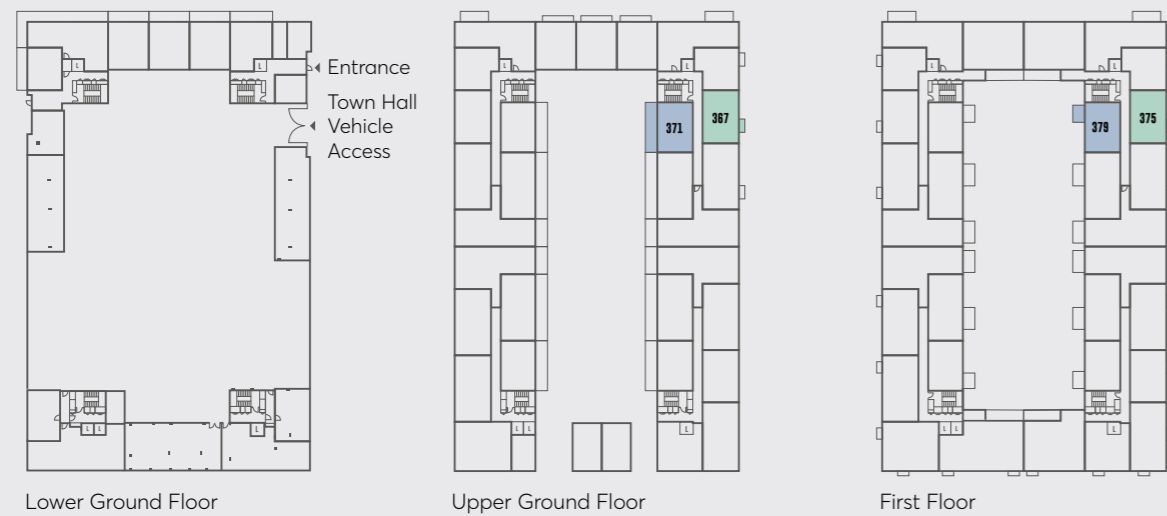 L
L
Entrance
Town Hall
Vehicle
Access
L L
L
Lower Ground Floor
L
L
371
367
L L
L
Upper Ground Floor
L
L
379
375
L L
L
First Floor